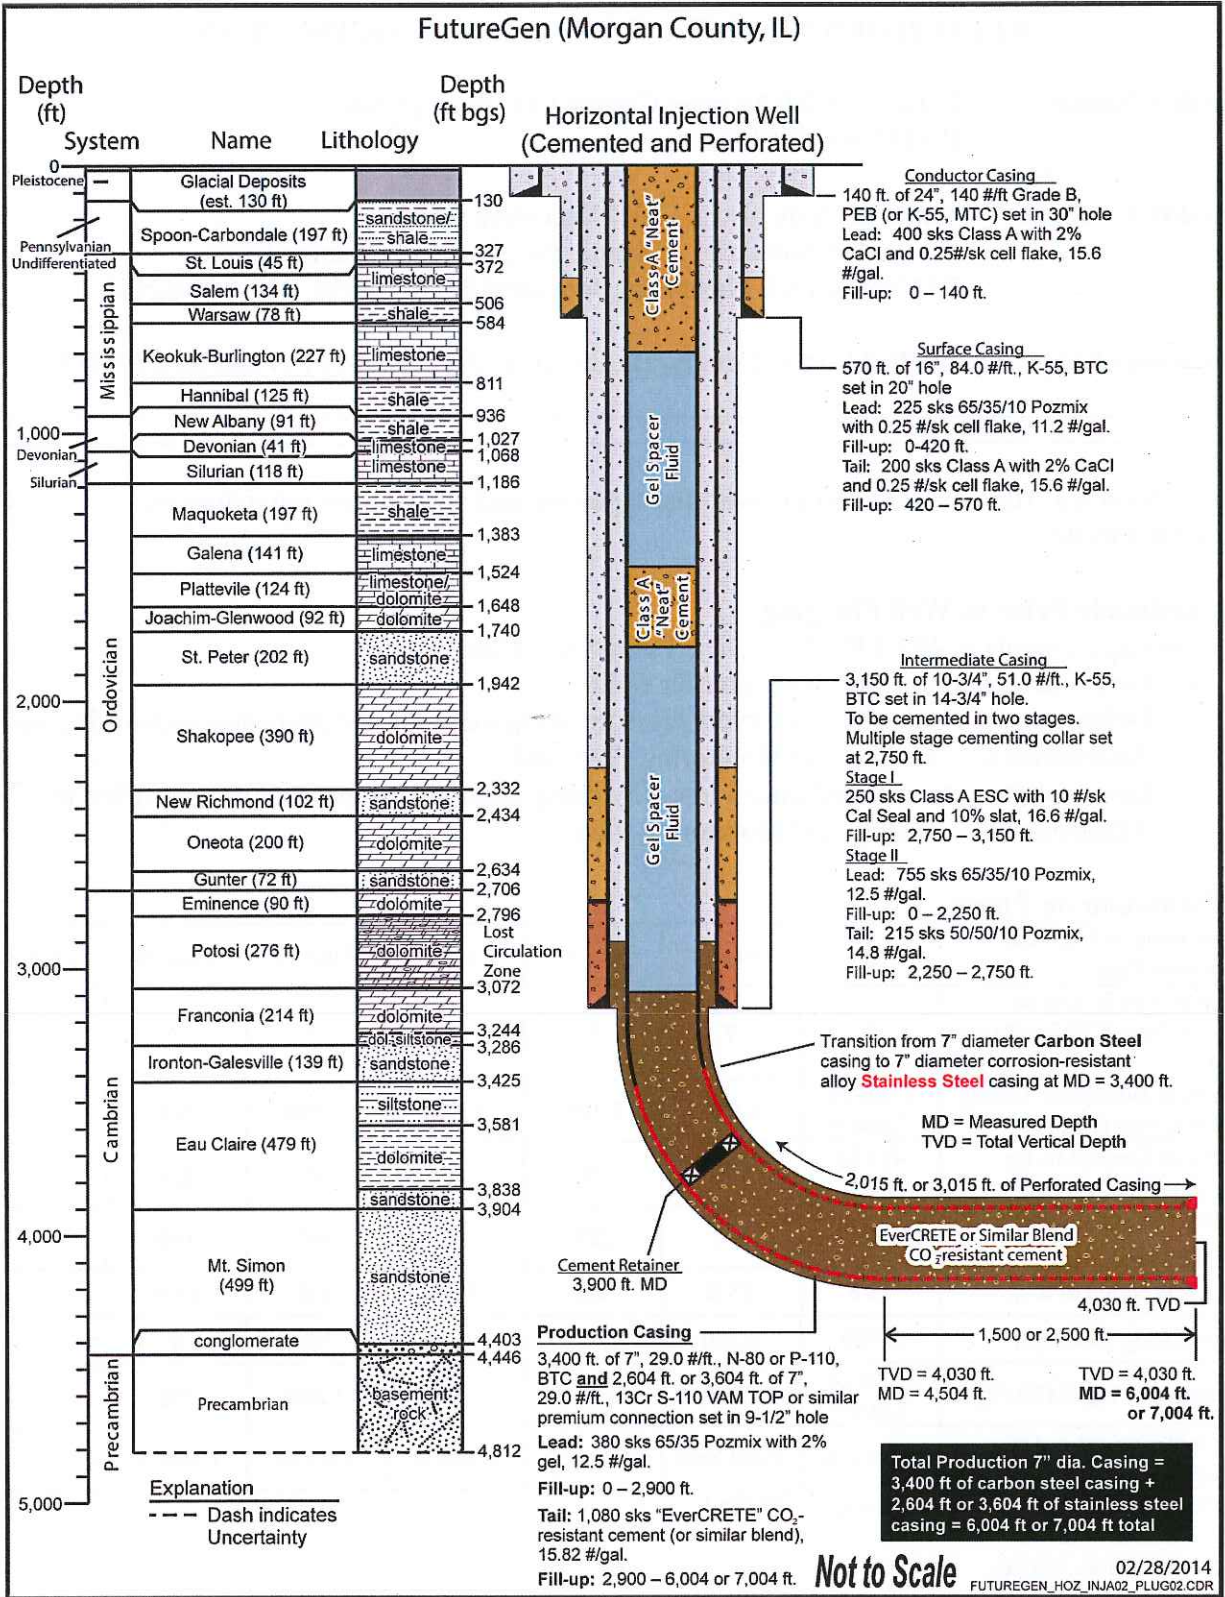 FutureGen (Morgan County, IL)
Depth
(ft)
System
Name
Lithology
Depth
(ft bgs)
Horizontal Injection Well
(Cemented and Perforated)
0
1,000
2,000
3,000
4,000
5,000
Pleistocene
Pennsylvanian
Undifferentiated
Mississippian
Devonian
Silurian
Ordovician
Cambrian
Precambrian
Glacial Deposits
(est. 130 ft)
Spoon-Carbondale (197 ft)
St. Louis (45 ft)
Salem (134 ft)
Warsaw (78 ft)
Keokuk-Burlington (227 ft)
Hannibal (125 ft)
New Albany (91 ft)
Devonian (41 ft)
Silurian (118 ft)
Maquoketa (197 ft)
Galena (141 ft)
Plattevile (124 ft)
Joachim-Glenwood (92 ft)
St. Peter (202 ft)
Shakopee (390 ft)
New Richmond (102 ft)
Oneota (200 ft)
Gunter (72 ft)
Eminence (90 ft)
Potosi (276 ft)
Franconia (214 ft)
Ironton-Galesville (139 ft)
Eau Claire (479 ft)
Mt. Simon
(499 ft)
conglomerate
Precambrian
sandstone/
shale
limestone
shale
limestone
shale
shale
limestone
limestone
shale
limestone
limestone/
dolomite
dolomite
sandstone
dolomite
sandstone
dolomite
sandstone
dolomite
dolomite
dolomite
dol-siltstone
sandstone
siltstone
dolomite
sandstone
sandstone
basement
rock
130
327
372
506
584
811
936
1,027
1,068
1,186
1,383
1,524
1,648
1,740
1,942
2,332
2,434
2,634
2,706
2,796
Lost
Circulation
Zone
3,072
3,244
3,286
3,425
3,581
3,838
3,904
4,403
4,446
4,812
Class A "Neat"
Cement
Gel Spacer
Fluid
Class A
"Neat"
Cement
Gel Spacer
Fluid
Conductor Casing
140 ft. of 24", 140 #/ft Grade B,
PEB (or K-55, MTC) set in 30" hole
Lead: 400 sks Class A with 2%
CaCl and 0.25#/sk cell flake, 15.6
#/gal.
Fill-up: 0 – 140 ft.
Surface Casing
570 ft. of 16", 84.0 #/ft., K-55, BTC
set in 20" hole
Lead: 225 sks 65/35/10 Pozmix
with 0.25 #/sk cell flake, 11.2 #/gal.
Fill-up: 0-420 ft.
Tail: 200 sks Class A with 2% CaCl
and 0.25 #/sk cell flake, 15.6 #/gal.
Fill-up: 420 – 570 ft.
Intermediate Casing
3,150 ft. of 10-3/4", 51.0 #/ft., K-55,
BTC set in 14-3/4" hole.
To be cemented in two stages.
Multiple stage cementing collar set
at 2,750 ft.
Stage I
250 sks Class A ESC with 10 #/sk
Cal Seal and 10% slat, 16.6 #/gal.
Fill-up: 2,750 – 3,150 ft.
Stage II
Lead: 755 sks 65/35/10 Pozmix,
12.5 #/gal.
Fill-up: 0 – 2,250 ft.
Tail: 215 sks 50/50/10 Pozmix,
14.8 #/gal.
Fill-up: 2,250 – 2,750 ft.
Transition from 7" diameter Carbon Steel
casing to 7" diameter corrosion-resistant
alloy Stainless Steel casing at MD = 3,400 ft.
MD = Measured Depth
TVD = Total Vertical Depth
2,015 ft. or 3,015 ft. of Perforated Casing
EverCRETE or Similar Blend
CO2-resistant cement
Cement Retainer
3,900 ft. MD
4,030 ft. TVD
1,500 or 2,500 ft.
TVD = 4,030 ft.
MD = 4,504 ft.
TVD = 4,030 ft.
MD = 6,004 ft.
or 7,004 ft.
Production Casing
3,400 ft. of 7", 29.0 #/ft., N-80 or P-110,
BTC and 2,604 ft. or 3,604 ft. of 7",
29.0 #/ft., 13Cr S-110 VAM TOP or similar
premium connection set in 9-1/2" hole
Lead: 380 sks 65/35 Pozmix with 2%
gel, 12.5 #/gal.
Fill-up: 0 – 2,900 ft.
Tail: 1,080 sks "EverCRETE" CO2-
resistant cement (or similar blend),
15.82 #/gal.
Fill-up: 2,900 – 6,004 or 7,004 ft.
Total Production 7" dia. Casing =
3,400 ft of carbon steel casing +
2,604 ft or 3,604 ft of stainless steel
casing = 6,004 ft or 7,004 ft total
Explanation
Dash indicates
Uncertainty
Not to Scale
02/28/2014
FUTUREGEN_HOZ_INJA02_PLUG02.CDR